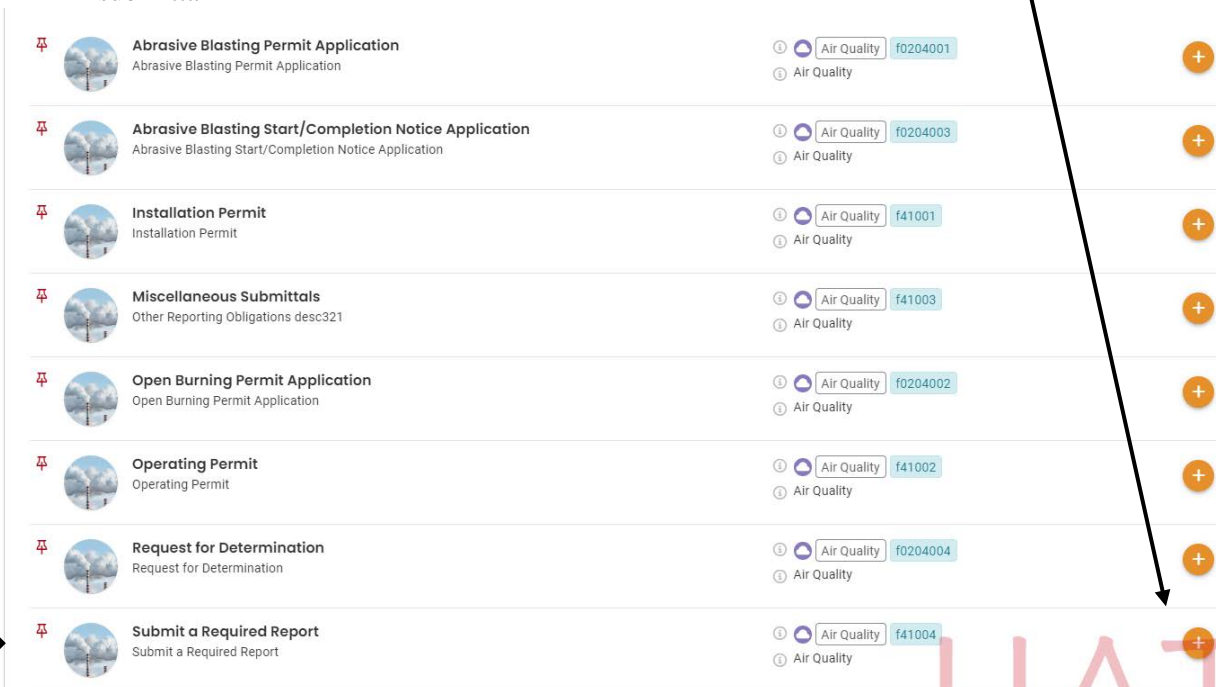 Abrasive Blasting Permit Application
Abrasive Blasting Permit Application
Air Quality f0204001
Air Quality
Abrasive Blasting Start/Completion Notice Application
Abrasive Blasting Start/Completion Notice Application
Air Quality f0204003
Air Quality
Installation Permit
Installation Permit
Air Quality f41001
Air Quality
Miscellaneous Submittals
Other Reporting Obligations desc321
Air Quality f41003
Air Quality
Open Burning Permit Application
Open Burning Permit Application
Air Quality f0204002
Air Quality
Operating Permit
Operating Permit
Air Quality f41002
Air Quality
Request for Determination
Request for Determination
Air Quality f0204004
Air Quality
Submit a Required Report
Submit a Required Report
Air Quality f41004
Air Quality